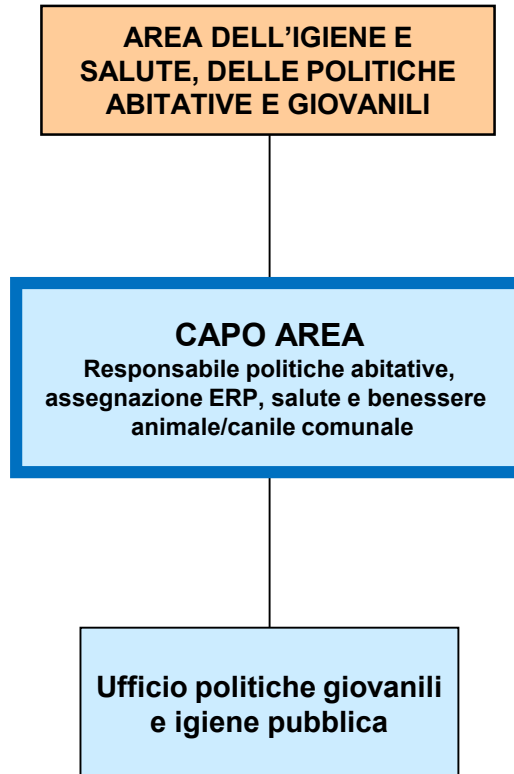 AREA DELL’IGIENE E
SALUTE, DELLE POLITICHE
ABITATIVE E GIOVANILI
CAPO AREA
Responsabile politiche abitative,
assegnazione ERP, salute e benessere
animale/canile comunale
Ufficio politiche giovanili
e igiene pubblica